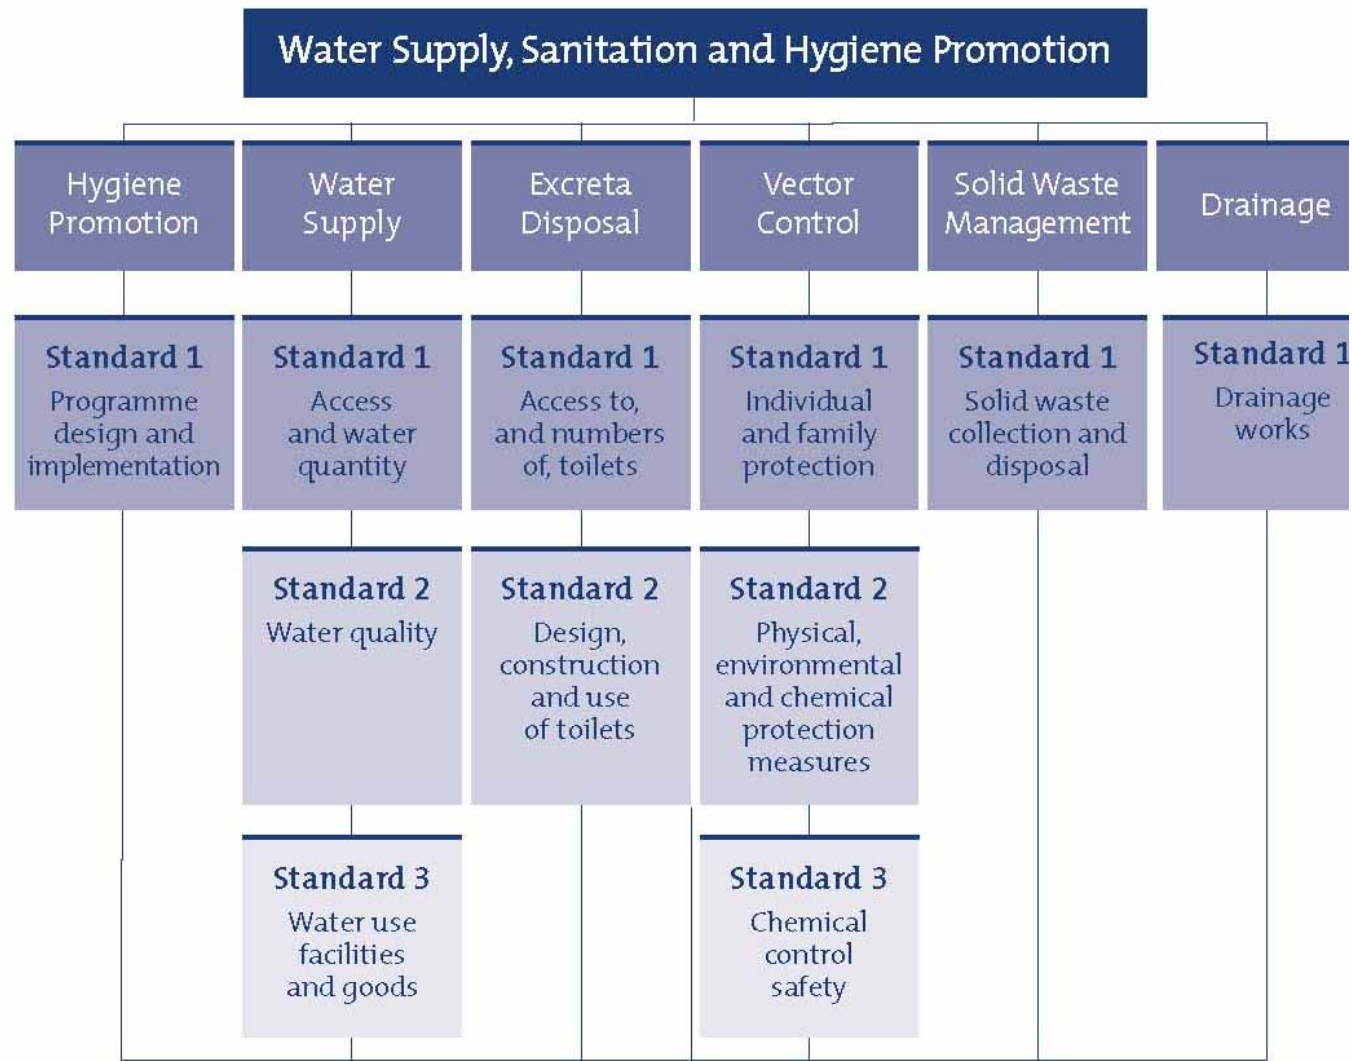 Water Supply, Sanitation and Hygiene Promotion
Hygiene
Promotion
Water
Supply
Excreta
Disposal
Vector
Control
Solid Waste
Management
Drainage
Standard 1
Programme
design and
implementation
Standard 1
Access
and water
quantity
Standard 1
Access to,
and numbers
of, toilets
Standard 1
Individual
and family
protection
Standard 1
Solid waste
collection and
disposal
Standard 1
Drainage
works
Standard 2
Water quality
Standard 2
Design,
construction
and use
of toilets
Standard 2
Physical,
environmental
and chemical
protection
measures
Standard 3
Water use
facilities
and goods
Standard 3
Chemical
control
safety